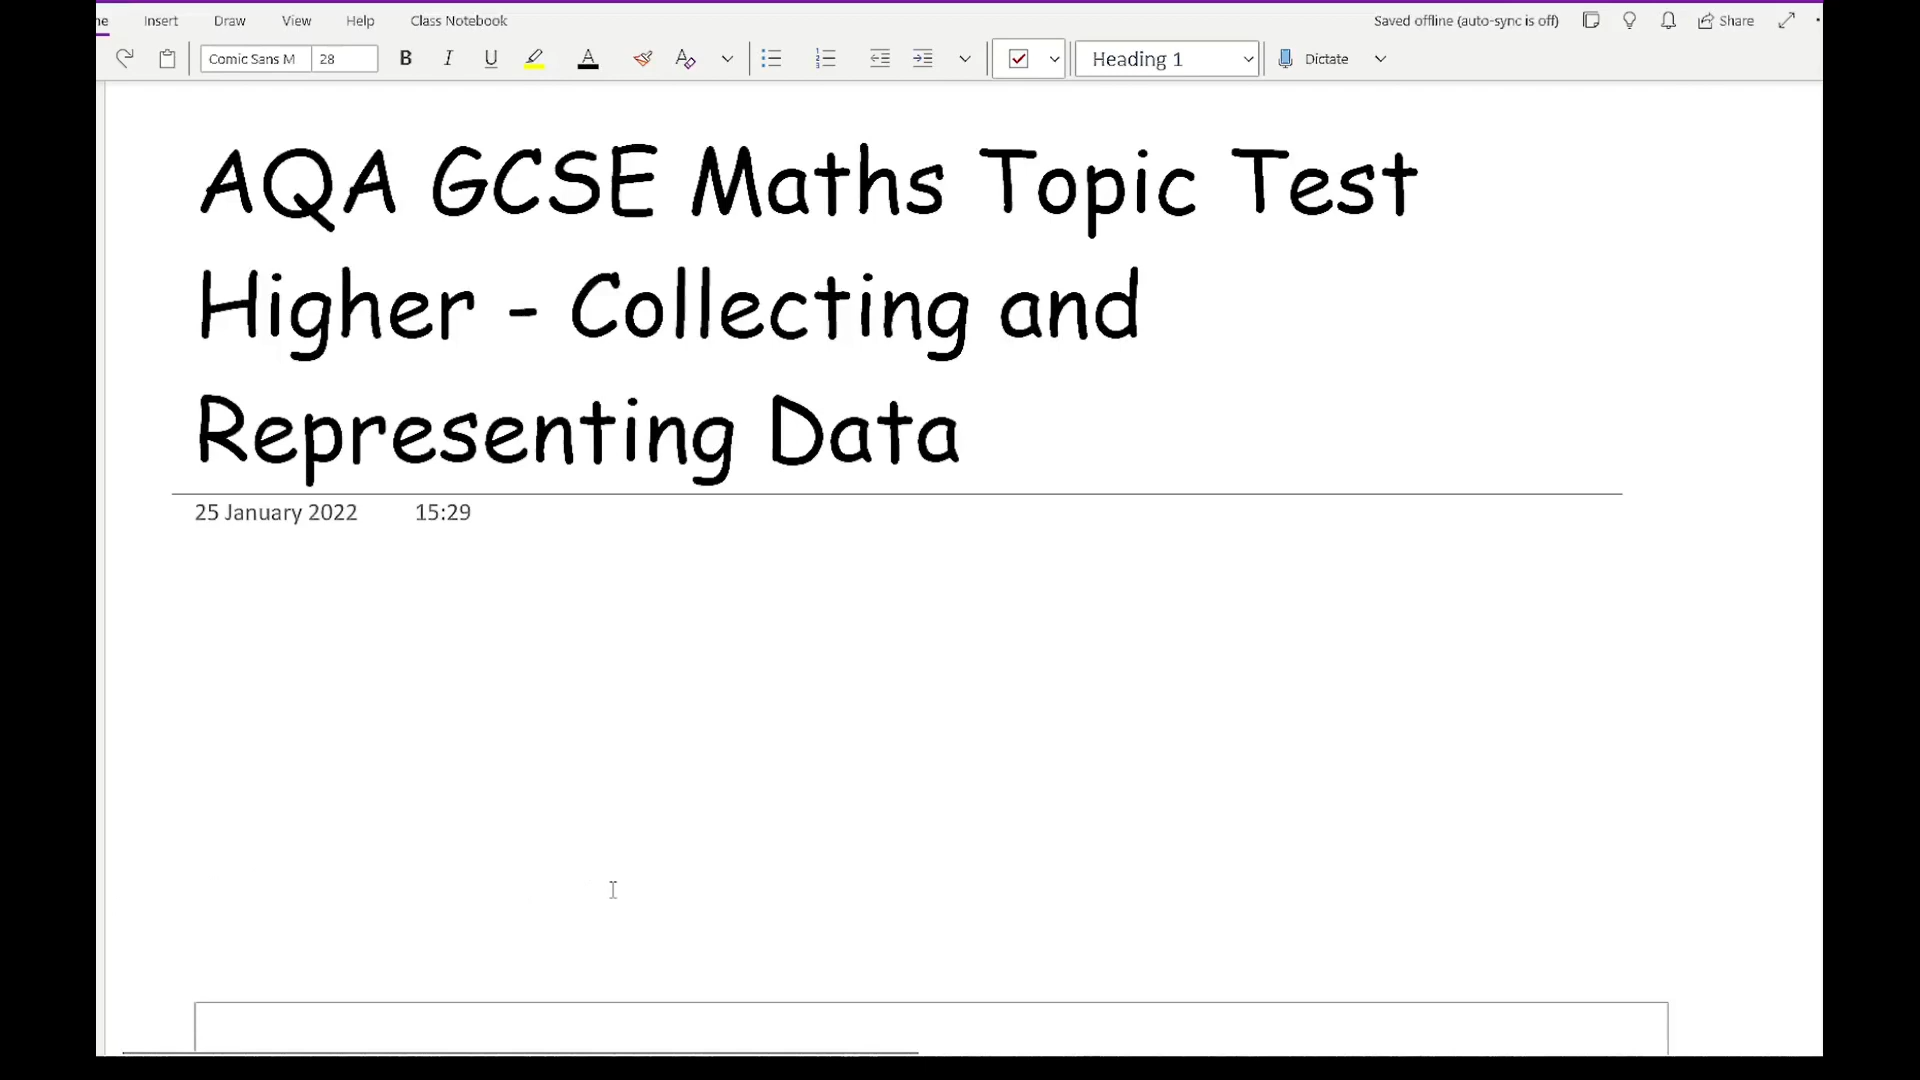 ne Insert Draw View Help Class Notebook Saved offline (auto-sync is off) Share
Comic Sans M 28 B I U A A Heading 1 Dictate
AQA GCSE Maths Topic Test
Higher - Collecting and
Representing Data
25 January 2022 15:29